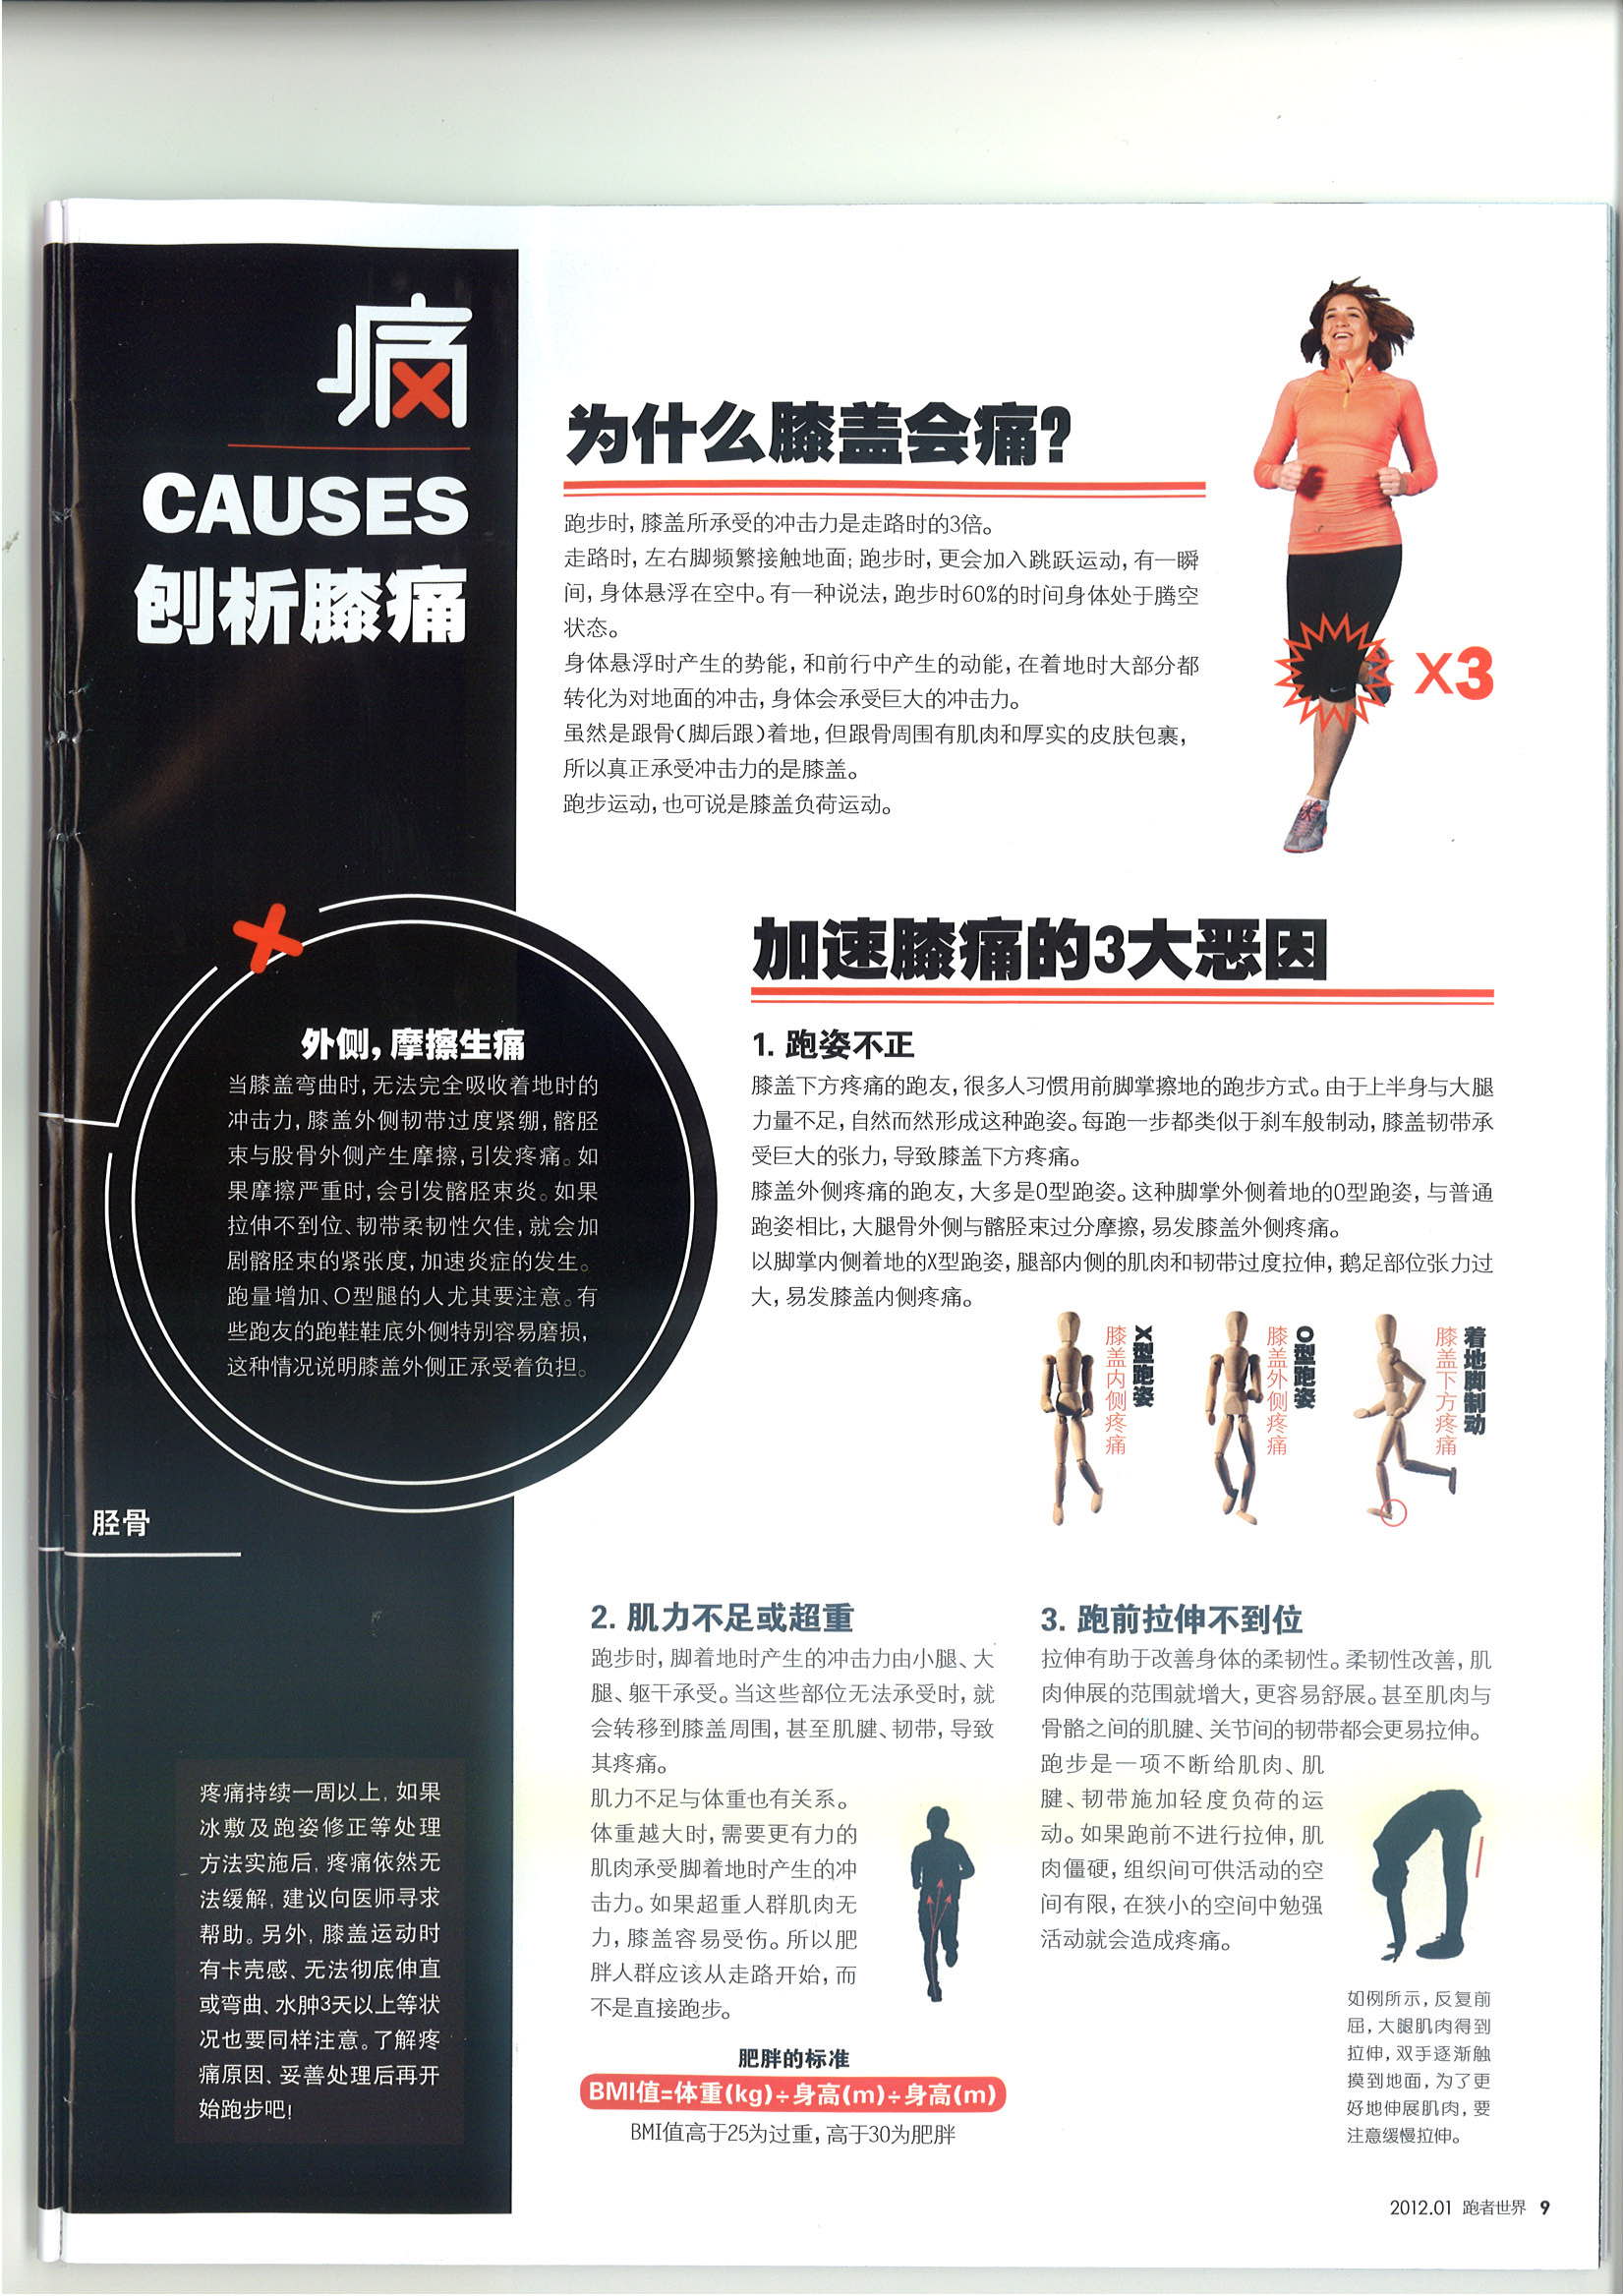 痛
CAUSES
刨析膝痛
为什么膝盖会痛?
跑步时,膝盖所承受的冲击力是走路时的3倍。
走路时,左右脚频繁接触地面;跑步时,更会加入跳跃运动,有一瞬
间,身体悬浮在空中。有一种说法,跑步时60%的时间身体处于腾空
状态。
身体悬浮时产生的势能,和前行中产生的动能,在着地时大部分都
转化为对地面的冲击,身体会承受巨大的冲击力。
虽然是跟骨(脚后跟)着地,但跟骨周围有肌肉和厚实的皮肤包裹,
所以真正承受冲击力的是膝盖。
跑步运动,也可说是膝盖负荷运动。
X3
外侧,摩擦生痛
当膝盖弯曲时,无法完全吸收着地时的
冲击力,膝盖外侧韧带过度紧绷,髂胫
束与股骨外侧产生摩擦,引发疼痛。如
果摩擦严重时,会引发髂胫束炎。如果
拉伸不到位、韧带柔韧性欠佳,就会加
剧髂胫束的紧张度,加速炎症的发生。
跑量增加、O型腿的人尤其要注意。有
些跑友的跑鞋鞋底外侧特别容易磨损,
这种情况说明膝盖外侧正承受着负担。
胫骨
疼痛持续一周以上,如果
冰敷及跑姿修正等处理
方法实施后,疼痛依然无
法缓解,建议向医师寻求
帮助。另外,膝盖运动时
有卡壳感、无法彻底伸直
或弯曲、水肿3天以上等状
况也要同样注意。了解疼
痛原因、妥善处理后再开
始跑步吧!
加速膝痛的3大恶因
1. 跑姿不正
膝盖下方疼痛的跑友,很多人习惯用前脚掌擦地的跑步方式。由于上半身与大腿
力量不足,自然而然形成这种跑姿。每跑一步都类似于刹车般制动,膝盖韧带承
受巨大的张力,导致膝盖下方疼痛。
膝盖外侧疼痛的跑友,大多是O型跑姿。这种脚掌外侧着地的O型跑姿,与普通
跑姿相比,大腿骨外侧与髂胫束过分摩擦,易发膝盖外侧疼痛。
以脚掌内侧着地的X型跑姿,腿部内侧的肌肉和韧带过度拉伸,鹅足部位张力过
大,易发膝盖内侧疼痛。
X型跑姿
膝盖内侧疼痛
O型跑姿
膝盖外侧疼痛
着地脚制动
膝盖下方疼痛
2. 肌力不足或超重
跑步时,脚着地时产生的冲击力由小腿、大
腿、躯干承受。当这些部位无法承受时,就
会转移到膝盖周围,甚至肌腱、韧带,导致
其疼痛。
肌力不足与体重也有关系。
体重越大时,需要更有力的
肌肉承受脚着地时产生的冲
击力。如果超重人群肌肉无
力,膝盖容易受伤。所以肥
胖人群应该从走路开始,而
不是直接跑步。
肥胖的标准
BMI值=体重(kg)÷身高(m)÷身高(m)
BMI值高于25为过重,高于30为肥胖
3. 跑前拉伸不到位
拉伸有助于改善身体的柔韧性。柔韧性改善,肌
肉伸展的范围就增大,更容易舒展。甚至肌肉与
骨骼之间的肌腱、关节间的韧带都会更易拉伸。
跑步是一项不断给肌肉、肌
腱、韧带施加轻度负荷的运
动。如果跑前不进行拉伸,肌
肉僵硬,组织间可供活动的空
间有限,在狭小的空间中勉强
活动就会造成疼痛。
如例所示,反复前
屈,大腿肌肉得到
拉伸,双手逐渐触
摸到地面,为了更
好地伸展肌肉,要
注意缓慢拉伸。
2012.01 跑者世界 9